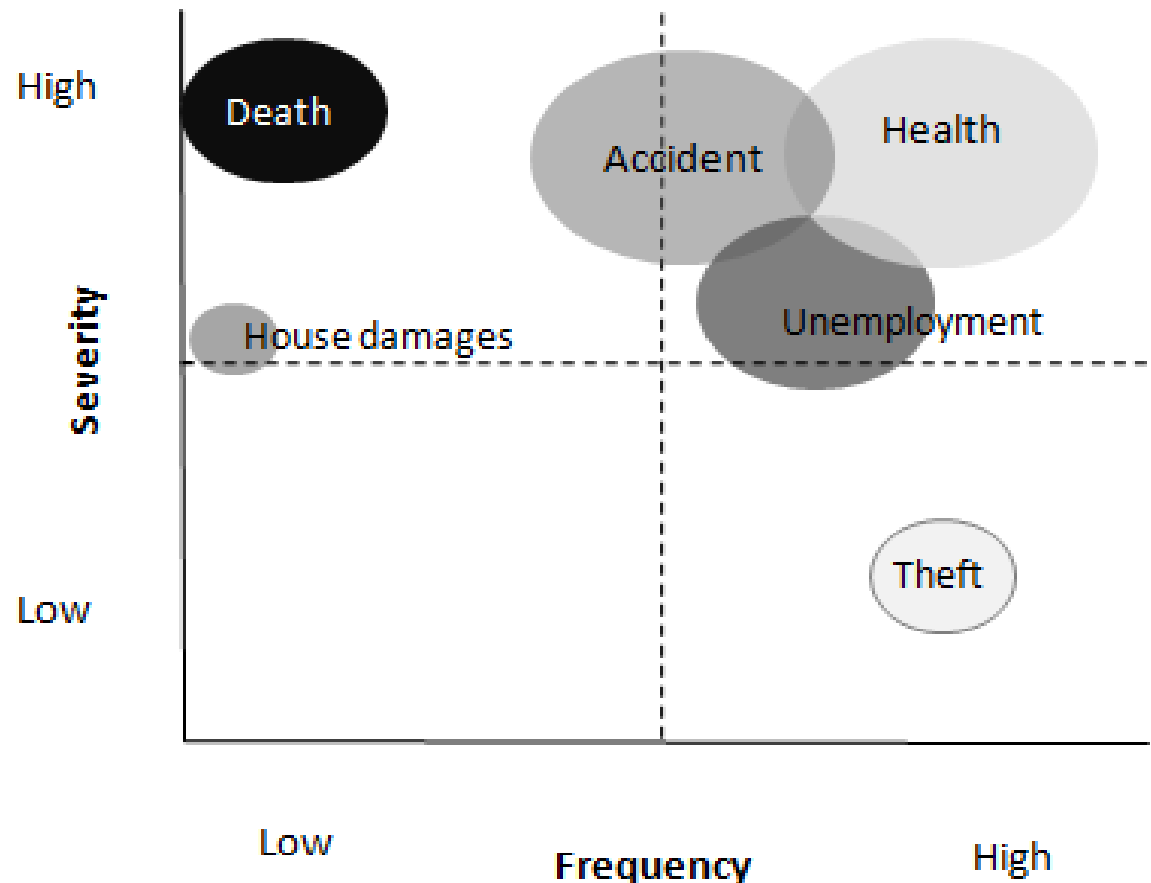 High
Death
Accident
Health
Severity
House damages
Unemployment
Theft
Low
Low
Frequency
High